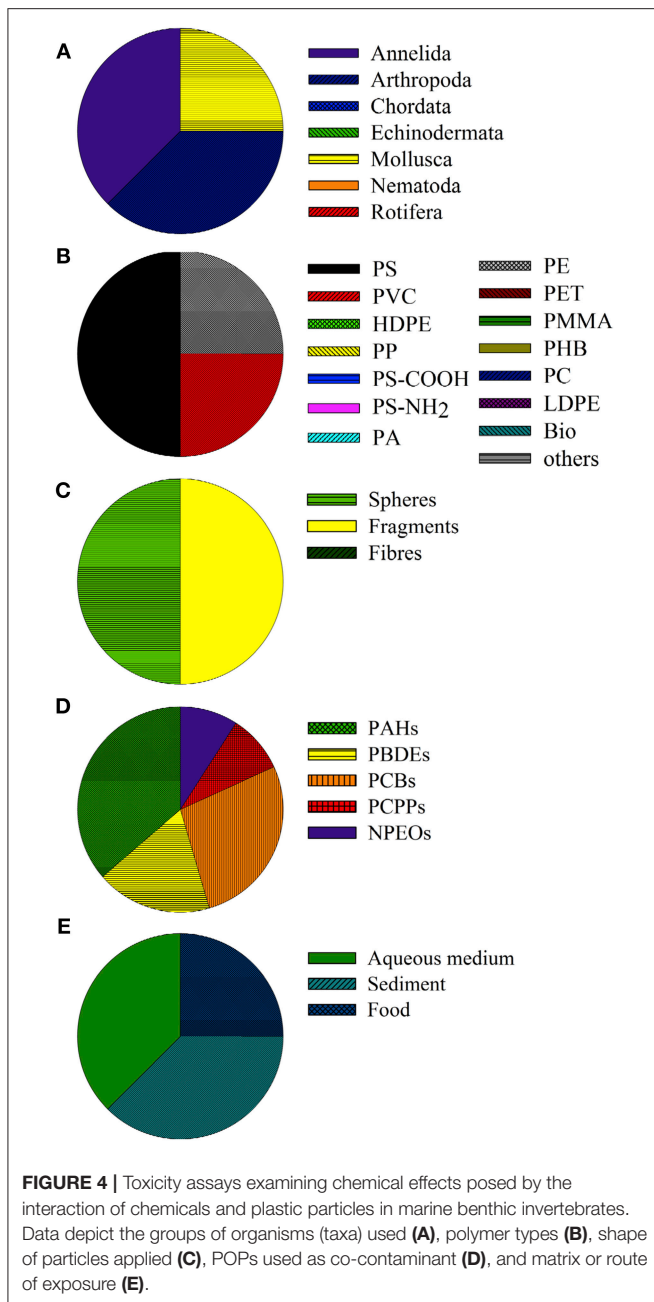 A
Annelida
Arthropoda
Chordata
Echinodermata
Mollusca
Nematoda
Rotifera
B
PS
PVC
HDPE
PP
PS-COOH
PS-NH2
PA
PE
PET
PMMA
PHB
PC
LDPE
Bio
others
C
Spheres
Fragments
Fibres
D
PAHs
PBDEs
PCBs
PCPPs
NPEOs
E
Aqueous medium
Sediment
Food
FIGURE 4 | Toxicity assays examining chemical effects posed by the
interaction of chemicals and plastic particles in marine benthic invertebrates.
Data depict the groups of organisms (taxa) used (A), polymer types (B), shape
of particles applied (C), POPs used as co-contaminant (D), and matrix or route
of exposure (E).